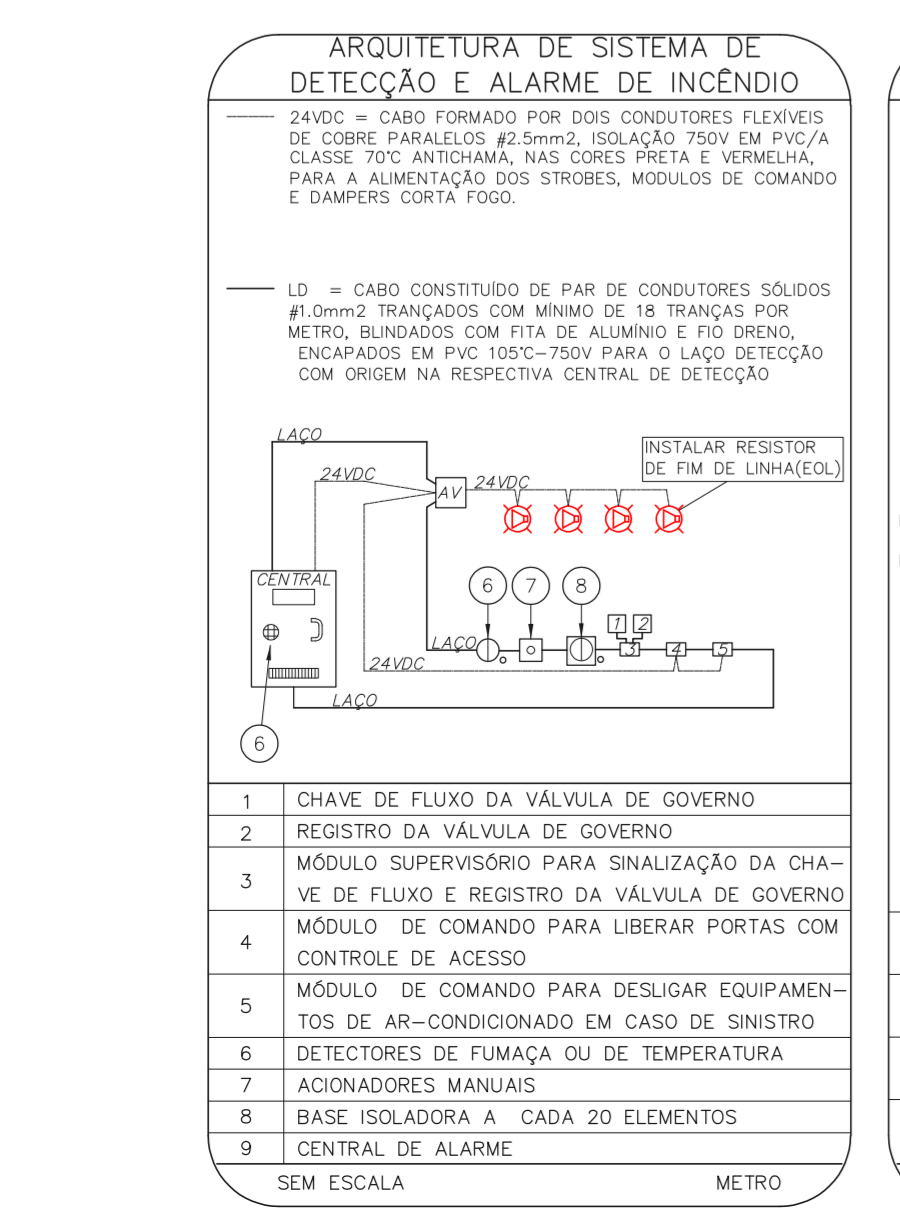 ARQUITETURA DE SISTEMA DE
DETECÇÃO E ALARME DE INCÊNDIO
24VDC = CABO FORMADO POR DOIS CONDUTORES FLEXÍVEIS
DE COBRE PARALELOS #2.5mm2, ISOLAÇÃO 750V EM PVC/A
CLASSE 70°C ANTICHAMA, NAS CORES PRETA E VERMELHA,
PARA A ALIMENTAÇÃO DOS STROBES, MODULOS DE COMANDO
E DAMPERS CORTA FOGO.
LD = CABO CONSTITUÍDO DE PAR DE CONDUTORES SÓLIDOS
#1.0mm2 TRANÇADOS COM MÍNIMO DE 18 TRANÇAS POR
METRO, BLINDADOS COM FITA DE ALUMÍNIO E FIO DRENO,
ENCAPADOS EM PVC 105°C-750V PARA O LAÇO DETECÇÃO
COM ORIGEM NA RESPECTIVA CENTRAL DE DETECÇÃO
LAÇO
INSTALAR RESISTOR
DE FIM DE LINHA(EOL)
24VDC
AV
24VDC
CENTRAL
6
7
8
1
2
LAÇO
3
4
5
24VDC
LAÇO
6
1 CHAVE DE FLUXO DA VÁLVULA DE GOVERNO
2 REGISTRO DA VÁLVULA DE GOVERNO
3 MÓDULO SUPERVISÓRIO PARA SINALIZAÇÃO DA CHA-
VE DE FLUXO E REGISTRO DA VÁLVULA DE GOVERNO
4 MÓDULO DE COMANDO PARA LIBERAR PORTAS COM
CONTROLE DE ACESSO
5 MÓDULO DE COMANDO PARA DESLIGAR EQUIPAMEN-
TOS DE AR-CONDICIONADO EM CASO DE SINISTRO
6 DETECTORES DE FUMAÇA OU DE TEMPERATURA
7 ACIONADORES MANUAIS
8 BASE ISOLADORA A CADA 20 ELEMENTOS
9 CENTRAL DE ALARME
SEM ESCALA METRO